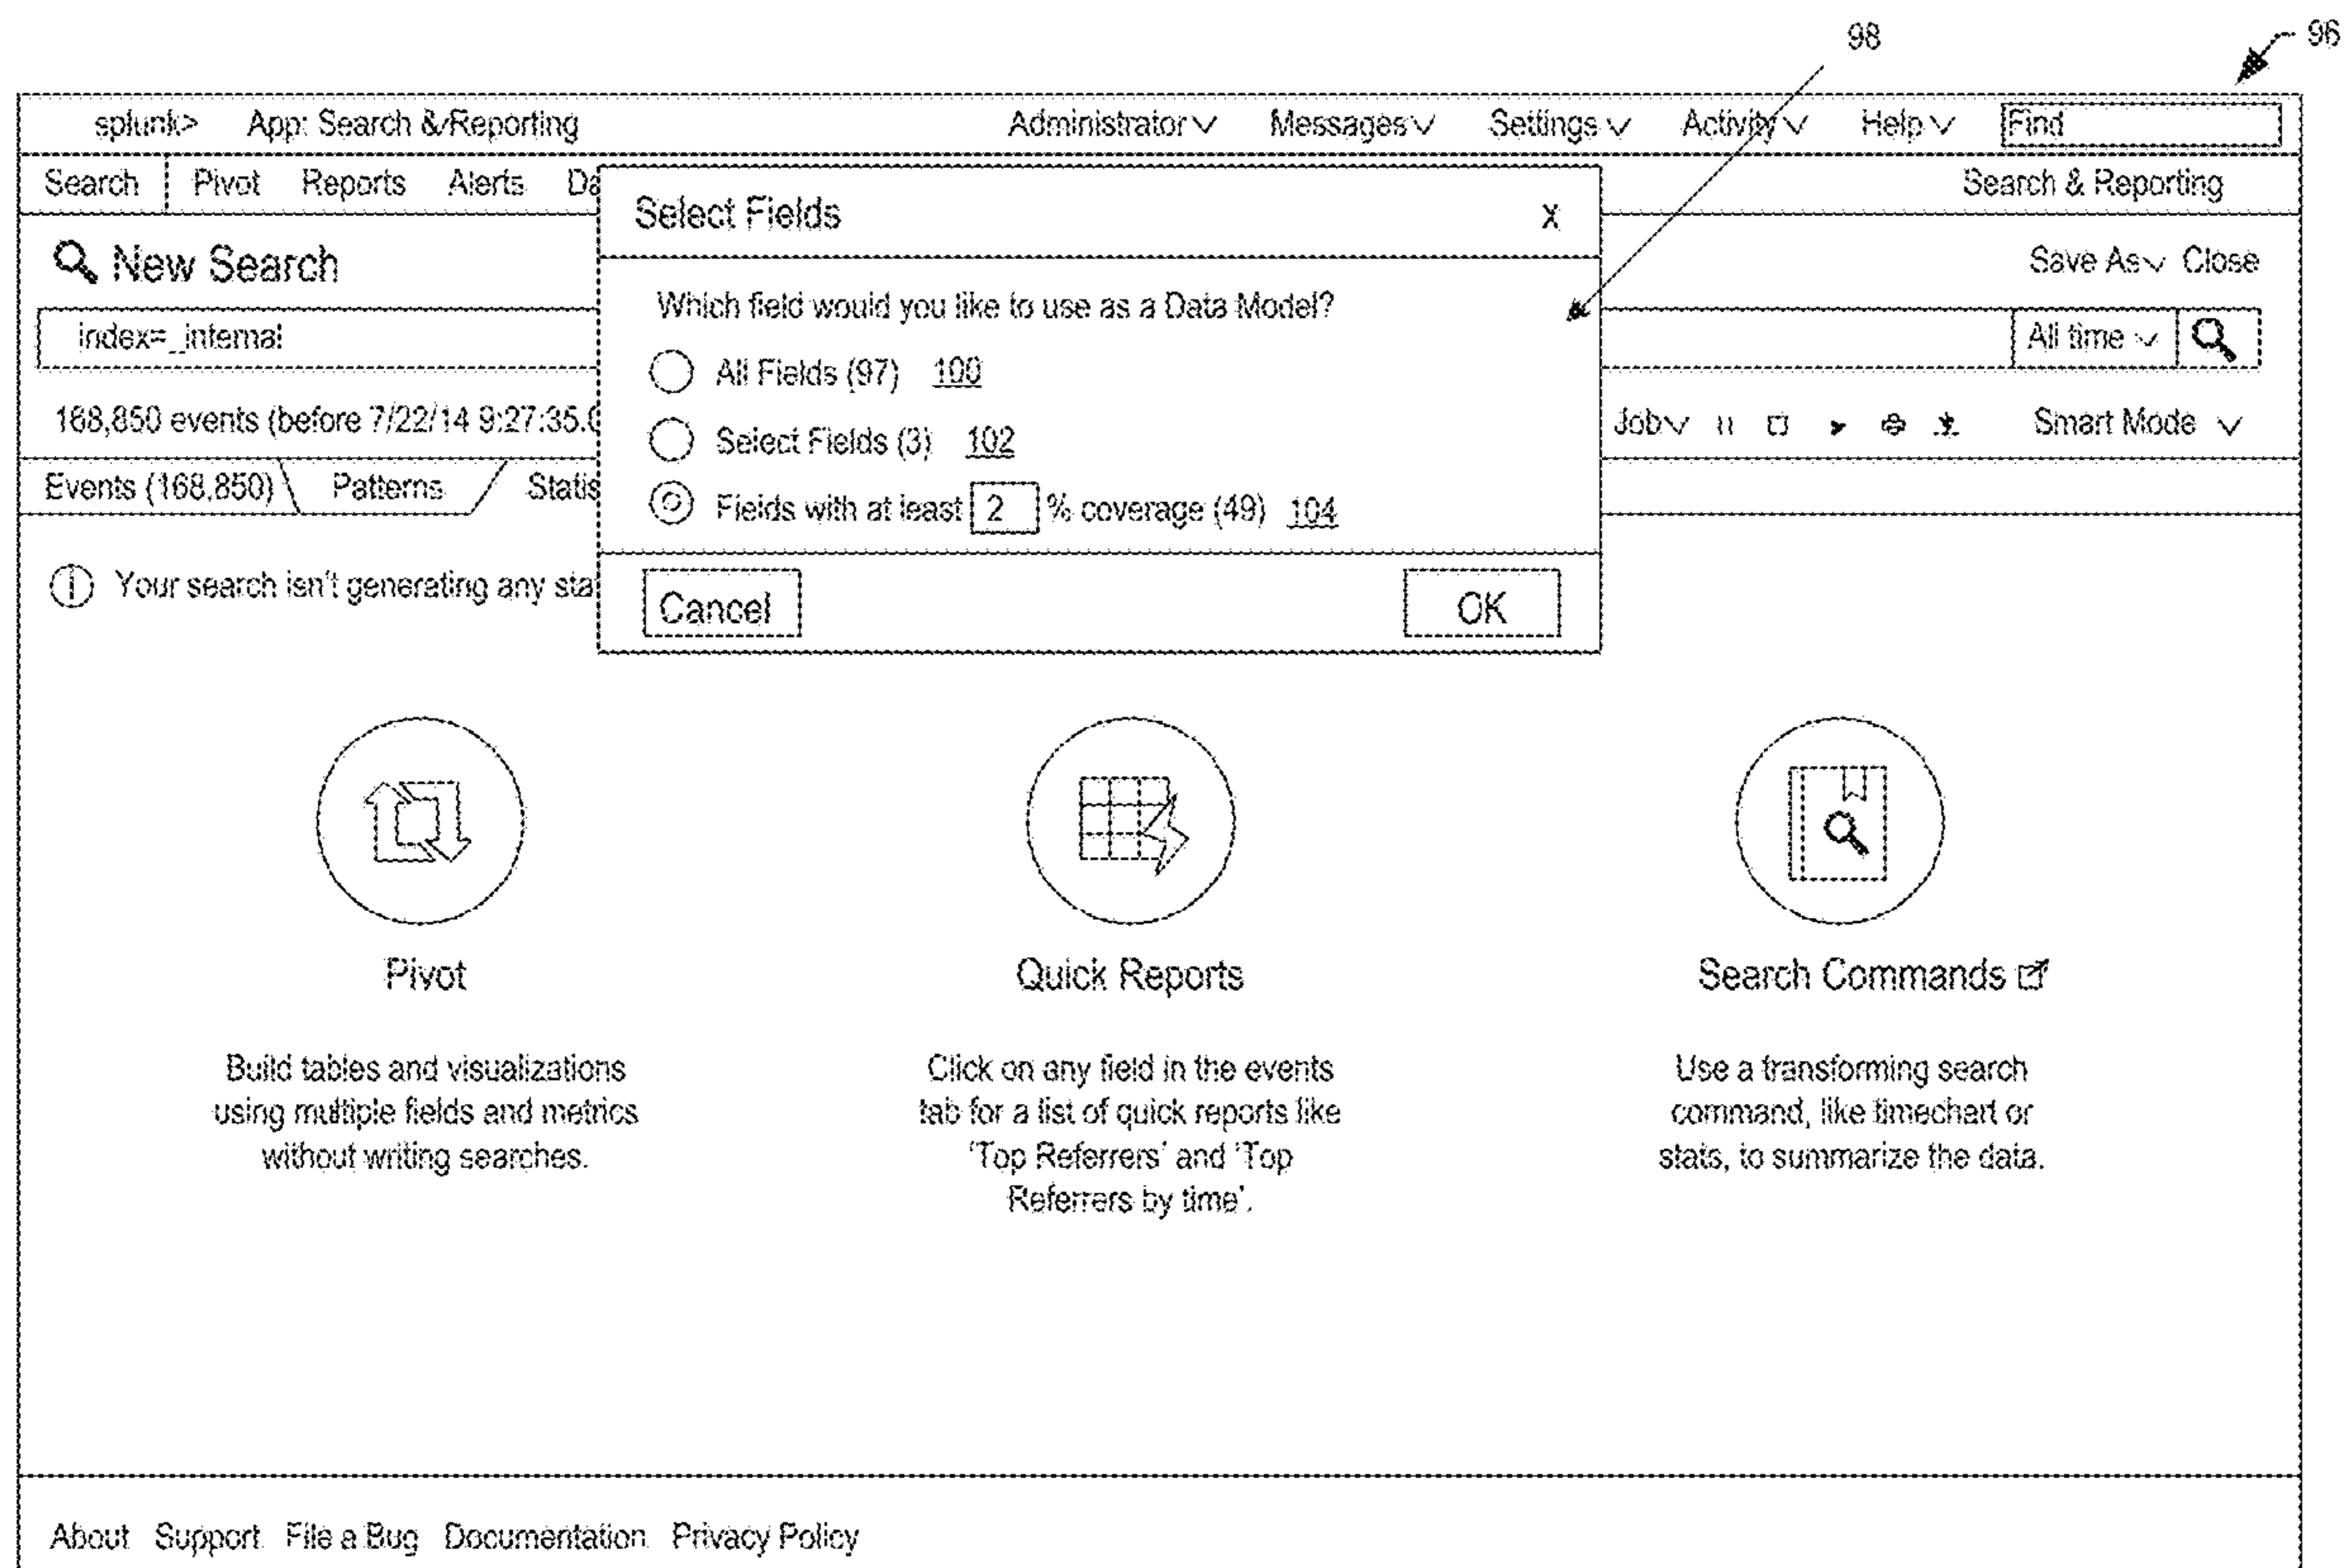 98
96
splunk> App: Search & Reporting Administrator Messages Settings Activity Help Find
Search Pivot Reports Alerts Da Search & Reporting
Select Fields x
New Search Save As Close
Which field would you like to use as a Data Model?
index=_internal All time
All Fields (97) 100
168,850 events (before 7/22/14 9:27:35. Job Smart Mode
Select Fields (3) 102
Events (168,850) Patterns Statis
Fields with at least 2 % coverage (49) 104
Your search isn't generating any sta
Cancel OK
Pivot Quick Reports Search Commands
Build tables and visualizations
using multiple fields and metrics
without writing searches.
Click on any field in the events
tab for a list of quick reports like
'Top Referrers' and 'Top
Referrers by time'.
Use a transforming search
command, like timechart or
stats, to summarize the data.
About Support File a Bug Documentation Privacy Policy